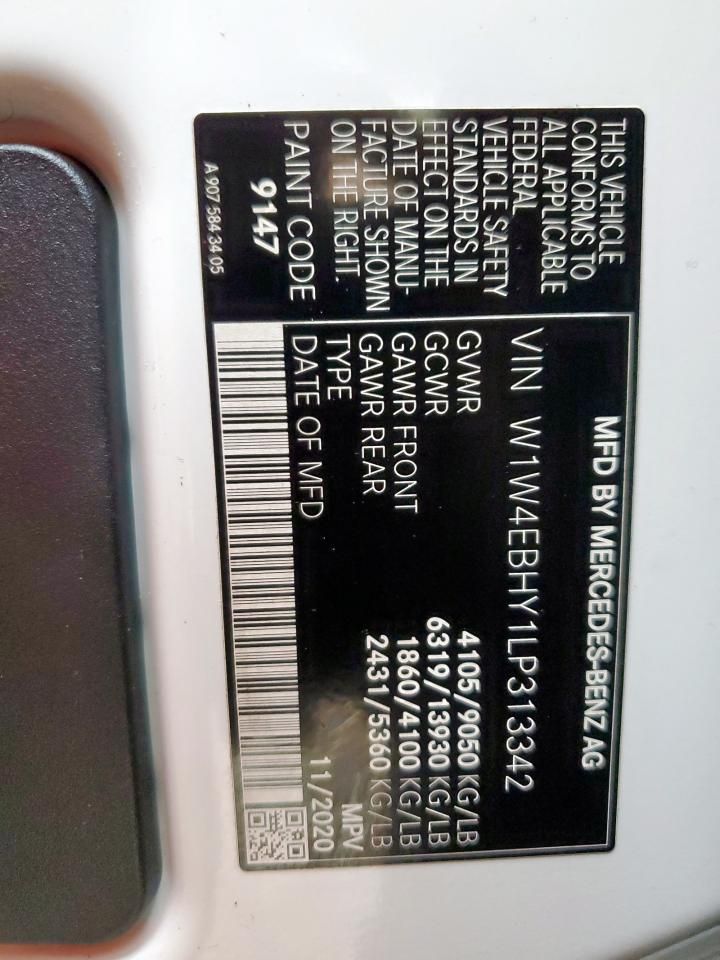 THIS VEHICLE
CONFORMS TO
ALL APPLICABLE
FEDERAL
VEHICLE SAFETY
STANDARDS IN
EFFECT ON THE
DATE OF MANU-
FACTURE SHOWN
ON THE RIGHT.
PAINT CODE
9147
A 907 584 34 05
MFD BY MERCEDES-BENZ AG
VIN W1W4EBHY1LP313342
GVWR 4105/9050 KG/LB
GCWR 6319/13930 KG/LB
GAWR FRONT 1860/4100 KG/LB
GAWR REAR 2431/5360 KG/LB
TYPE MPV
DATE OF MFD 11/2020